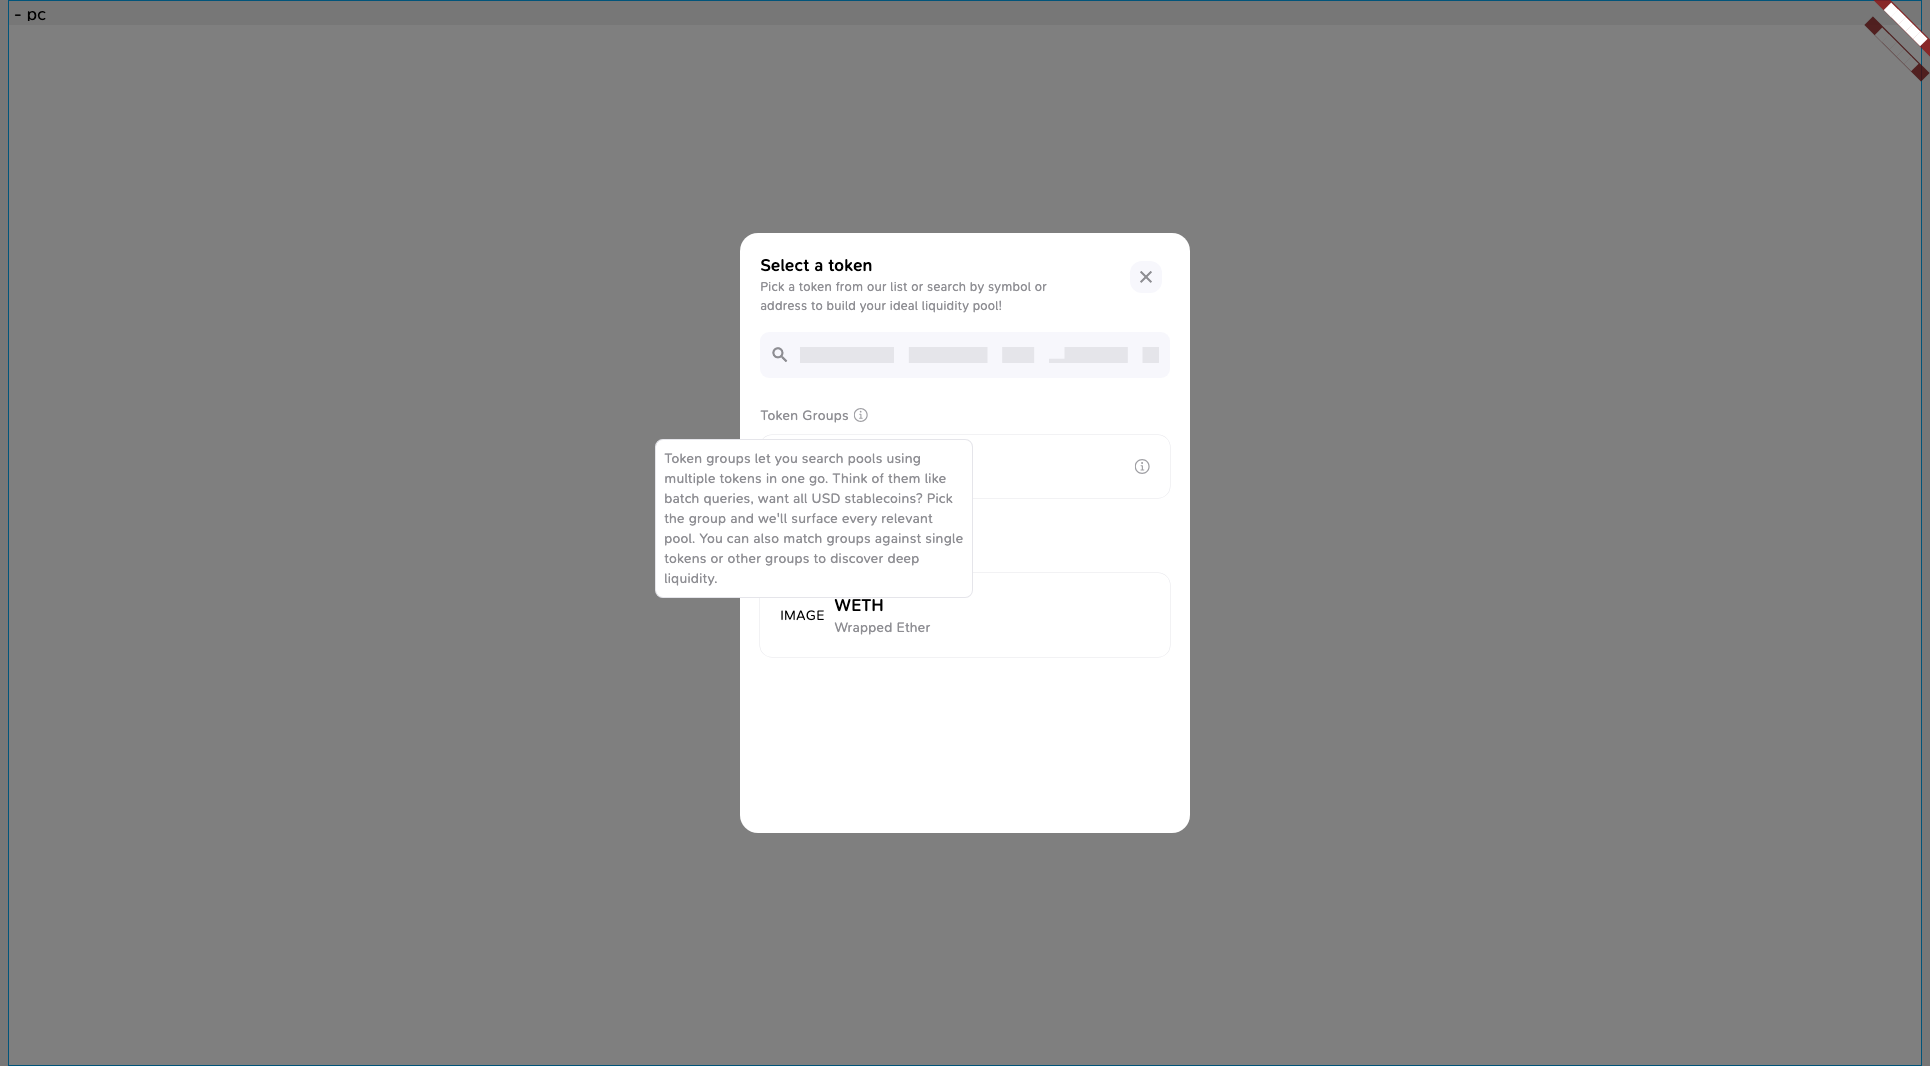 - pc
Select a token
Pick a token from our list or search by symbol or
address to build your ideal liquidity pool!
Token Groups
Token groups let you search pools using
multiple tokens in one go. Think of them like
batch queries, want all USD stablecoins? Pick
the group and we'll surface every relevant
pool. You can also match groups against single
tokens or other groups to discover deep
liquidity.
IMAGE
WETH
Wrapped Ether